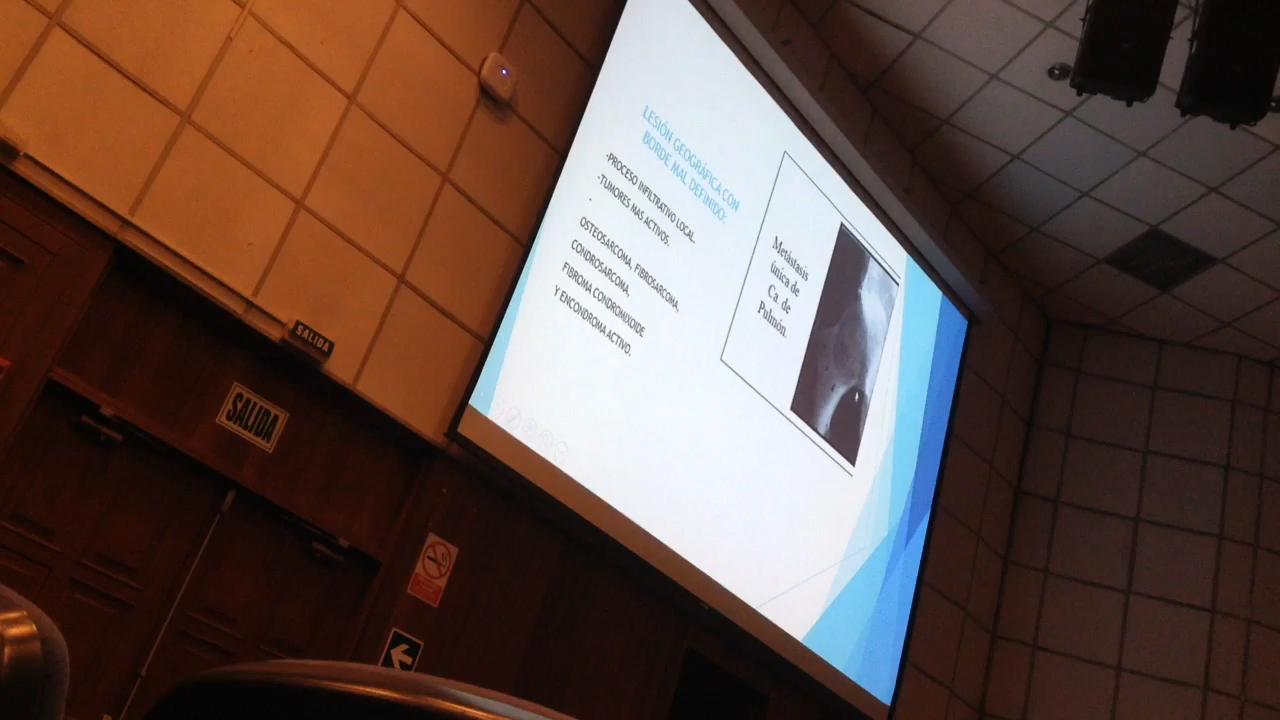 LESIÓN GEOGRÁFICA CON
BORDE MAL DEFINIDO:
-PROCESO INFILTRATIVO LOCAL.
-TUMORES MAS ACTIVOS.
-
OSTEOSARCOMA, FIBROSARCOMA,
CONDROSARCOMA,
FIBROMA CONDROMIXOIDE
Y ENCONDROMA ACTIVO.
Metástasis
única de
Ca. de
Pulmón.
SALIDA
SALIDA